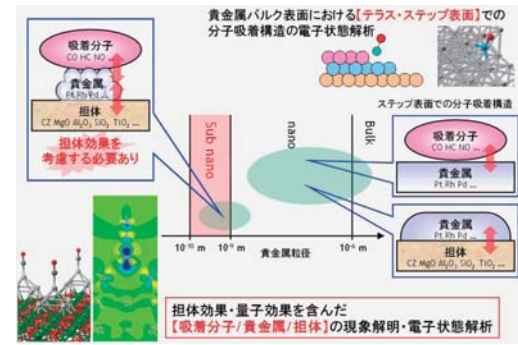 貴金属バルク表面における【テラス・ステップ表面】での
分子吸着構造の電子状態解析
吸着分子
CO HC NO ...
貴金属
Pt Rh Pd ...
担体
CZ MgO Al₂O₃ SiO₂ TiO₂ ...
担体効果を
考慮する必要あり
ステップ表面での分子吸着構造
Sub nano
nano
Bulk
吸着分子
CO HC NO ...
貴金属
Pt Rh Pd ...
貴金属
Pt Rh Pd ...
担体
CZ MgO Al₂O₃ SiO₂ TiO₂ ...
10⁻¹⁰ m
10⁻⁹ m
貴金属粒径
10⁻⁶ m
担体効果・量子効果を含んだ
【吸着分子/貴金属/担体】の現象解明・電子状態解析